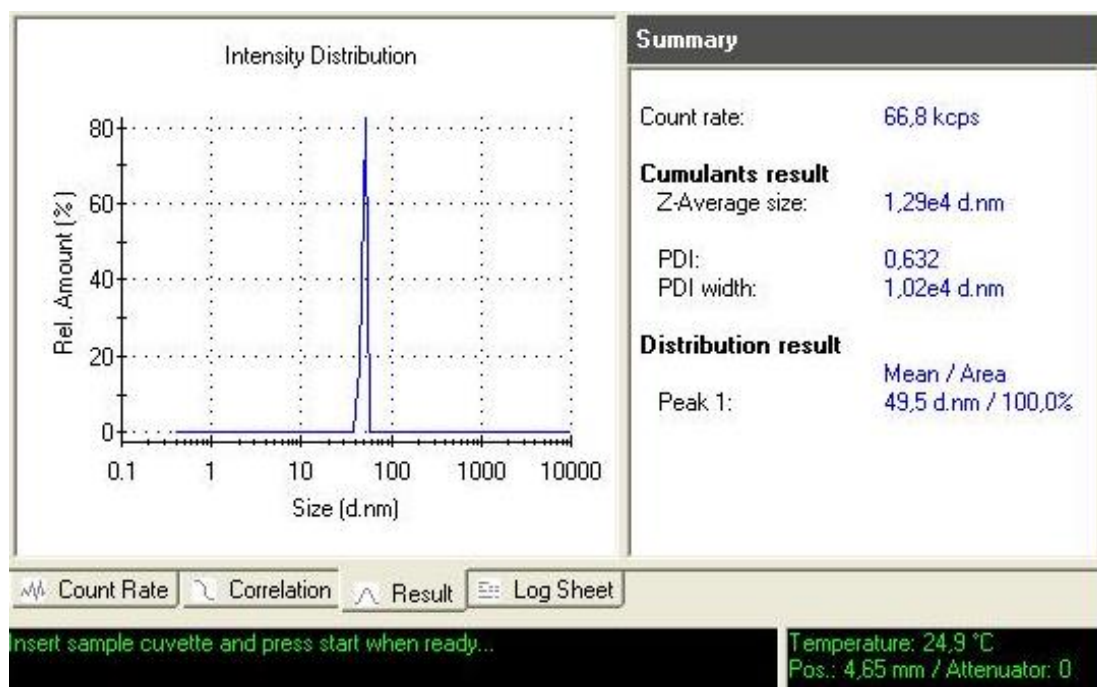 Intensity Distribution
Rel. Amount (%)
80
60
40
20
0
0.1 1 10 100 1000 10000
Size (d.nm)
Summary
Count rate: 66,8 kcps
Cumulants result
Z-Average size: 1,29e4 d.nm
PDI: 0,632
PDI width: 1,02e4 d.nm
Distribution result
Mean / Area
Peak 1: 49,5 d.nm / 100,0%
Count Rate Correlation Result Log Sheet
Insert sample cuvette and press start when ready...
Temperature: 24,9 °C
Pos.: 4,65 mm / Attenuator: 0